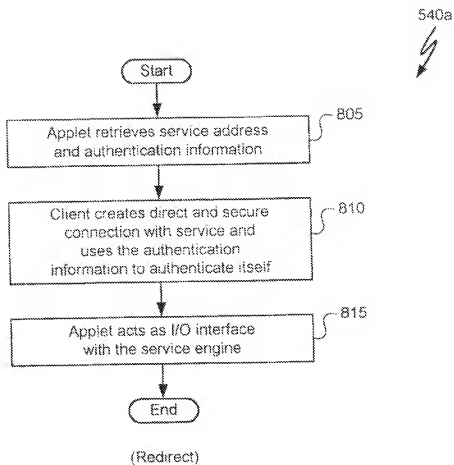 540a
Start
Applet retrieves service address
and authentication information
805
Client creates direct and secure
connection with service and
uses the authentication
information to authenticate itself
810
Applet acts as I/O interface
with the service engine
815
End
(Redirect)